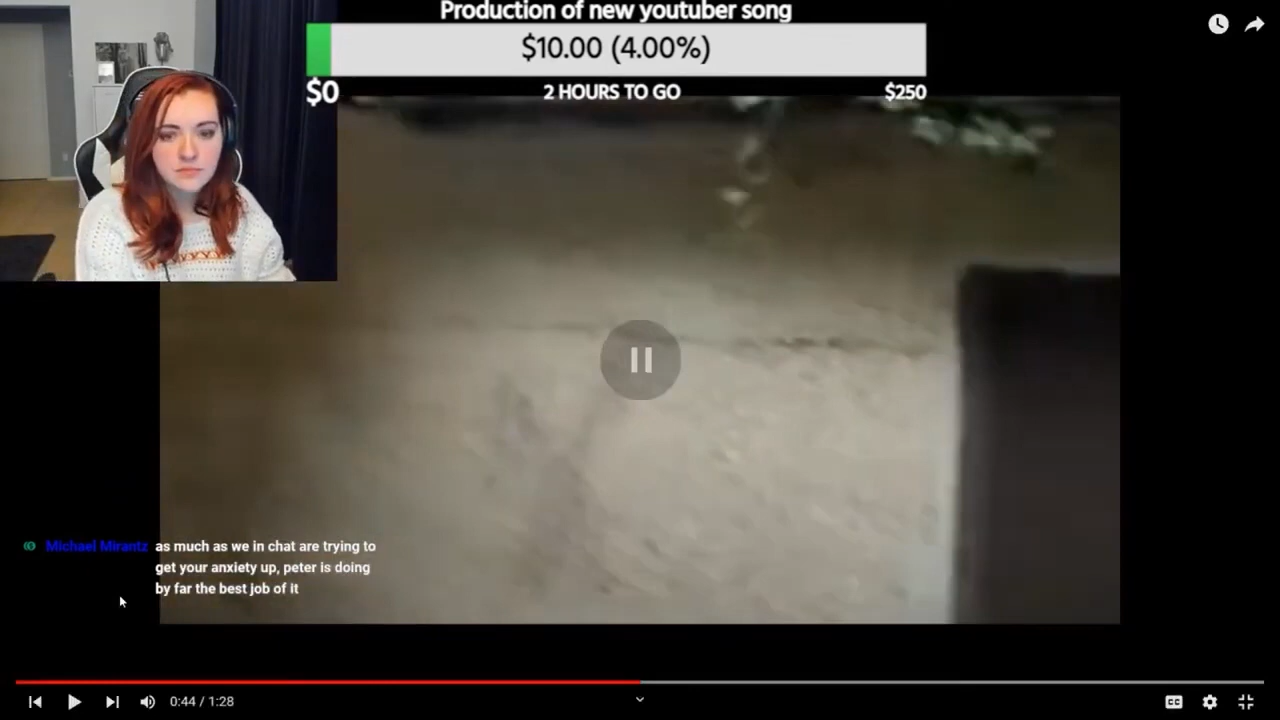 Production of new youtuber song
$10.00 (4.00%)
$0 2 HOURS TO GO $250
Michael Mirantz as much as we in chat are trying to
get your anxiety up, peter is doing
by far the best job of it
0:44 / 1:28
CC